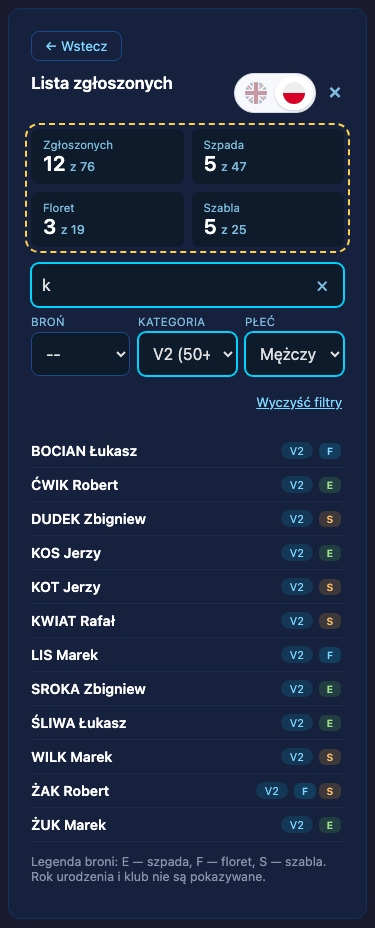 ← Wstecz
Lista zgłoszonych
×
Zgłoszonych
12 z 76
Szpada
5 z 47
Floret
3 z 19
Szabla
5 z 25
k ×
BROŃ KATEGORIA PŁEĆ
-- V2 (50+ Mężczy
Wyczyść filtry
BOCIAN Łukasz V2 F
ĆWIK Robert V2 E
DUDEK Zbigniew V2 S
KOS Jerzy V2 E
KOT Jerzy V2 S
KWIAT Rafał V2 S
LIS Marek V2 F
SROKA Zbigniew V2 E
ŚLIWA Łukasz V2 E
WILK Marek V2 S
ŻAK Robert V2 F S
ŻUK Marek V2 E
Legenda broni: E — szpada, F — floret, S — szabla.
Rok urodzenia i klub nie są pokazywane.